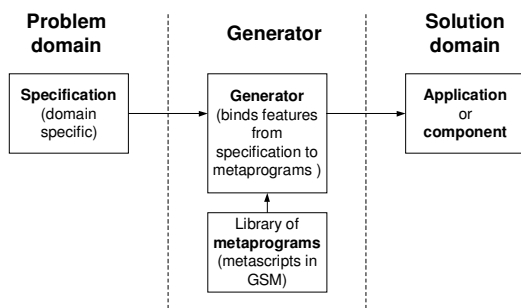 Problem
domain
Generator
Solution
domain
Specification
(domain
specific)
Generator
(binds features
from
specification to
metaprograms )
Application
or
component
Library of
metaprograms
(metascripts in
GSM)